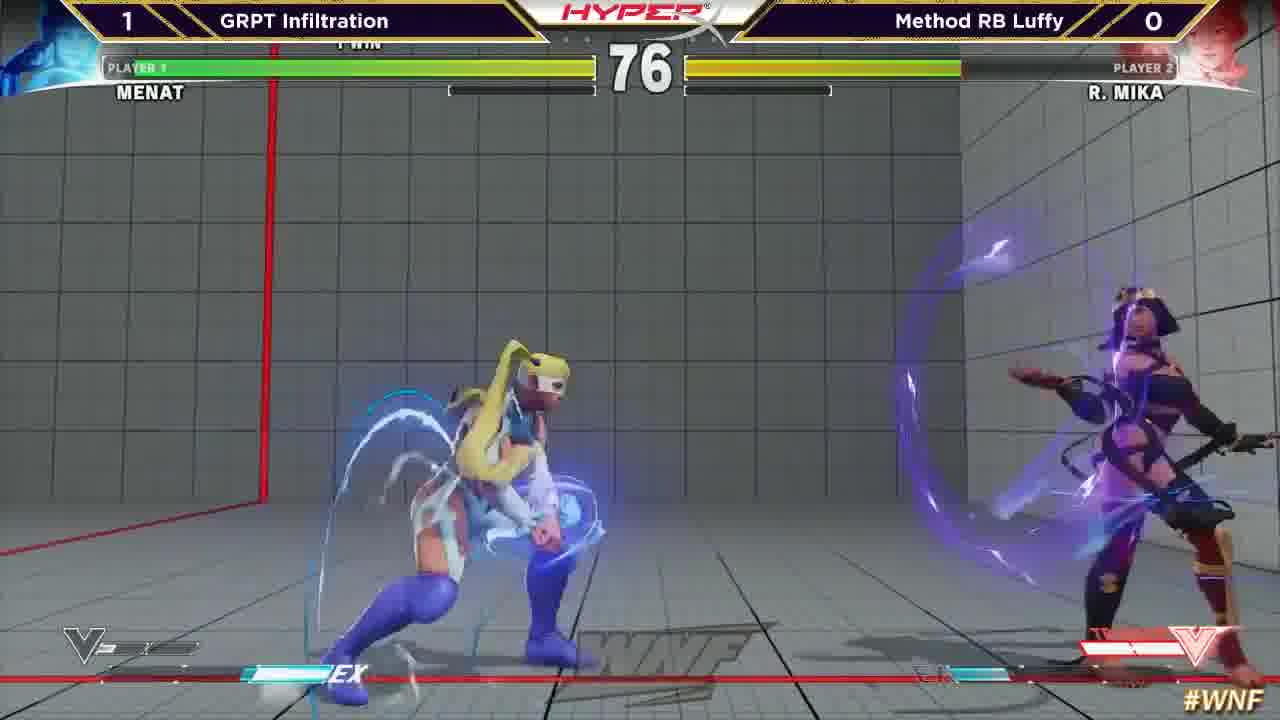 1 GRPT Infiltration
HYPERX
Method RB Luffy 0
1 WIN
76
PLAYER 1
PLAYER 2
MENAT
R. MIKA
WNF
EX
#WNF